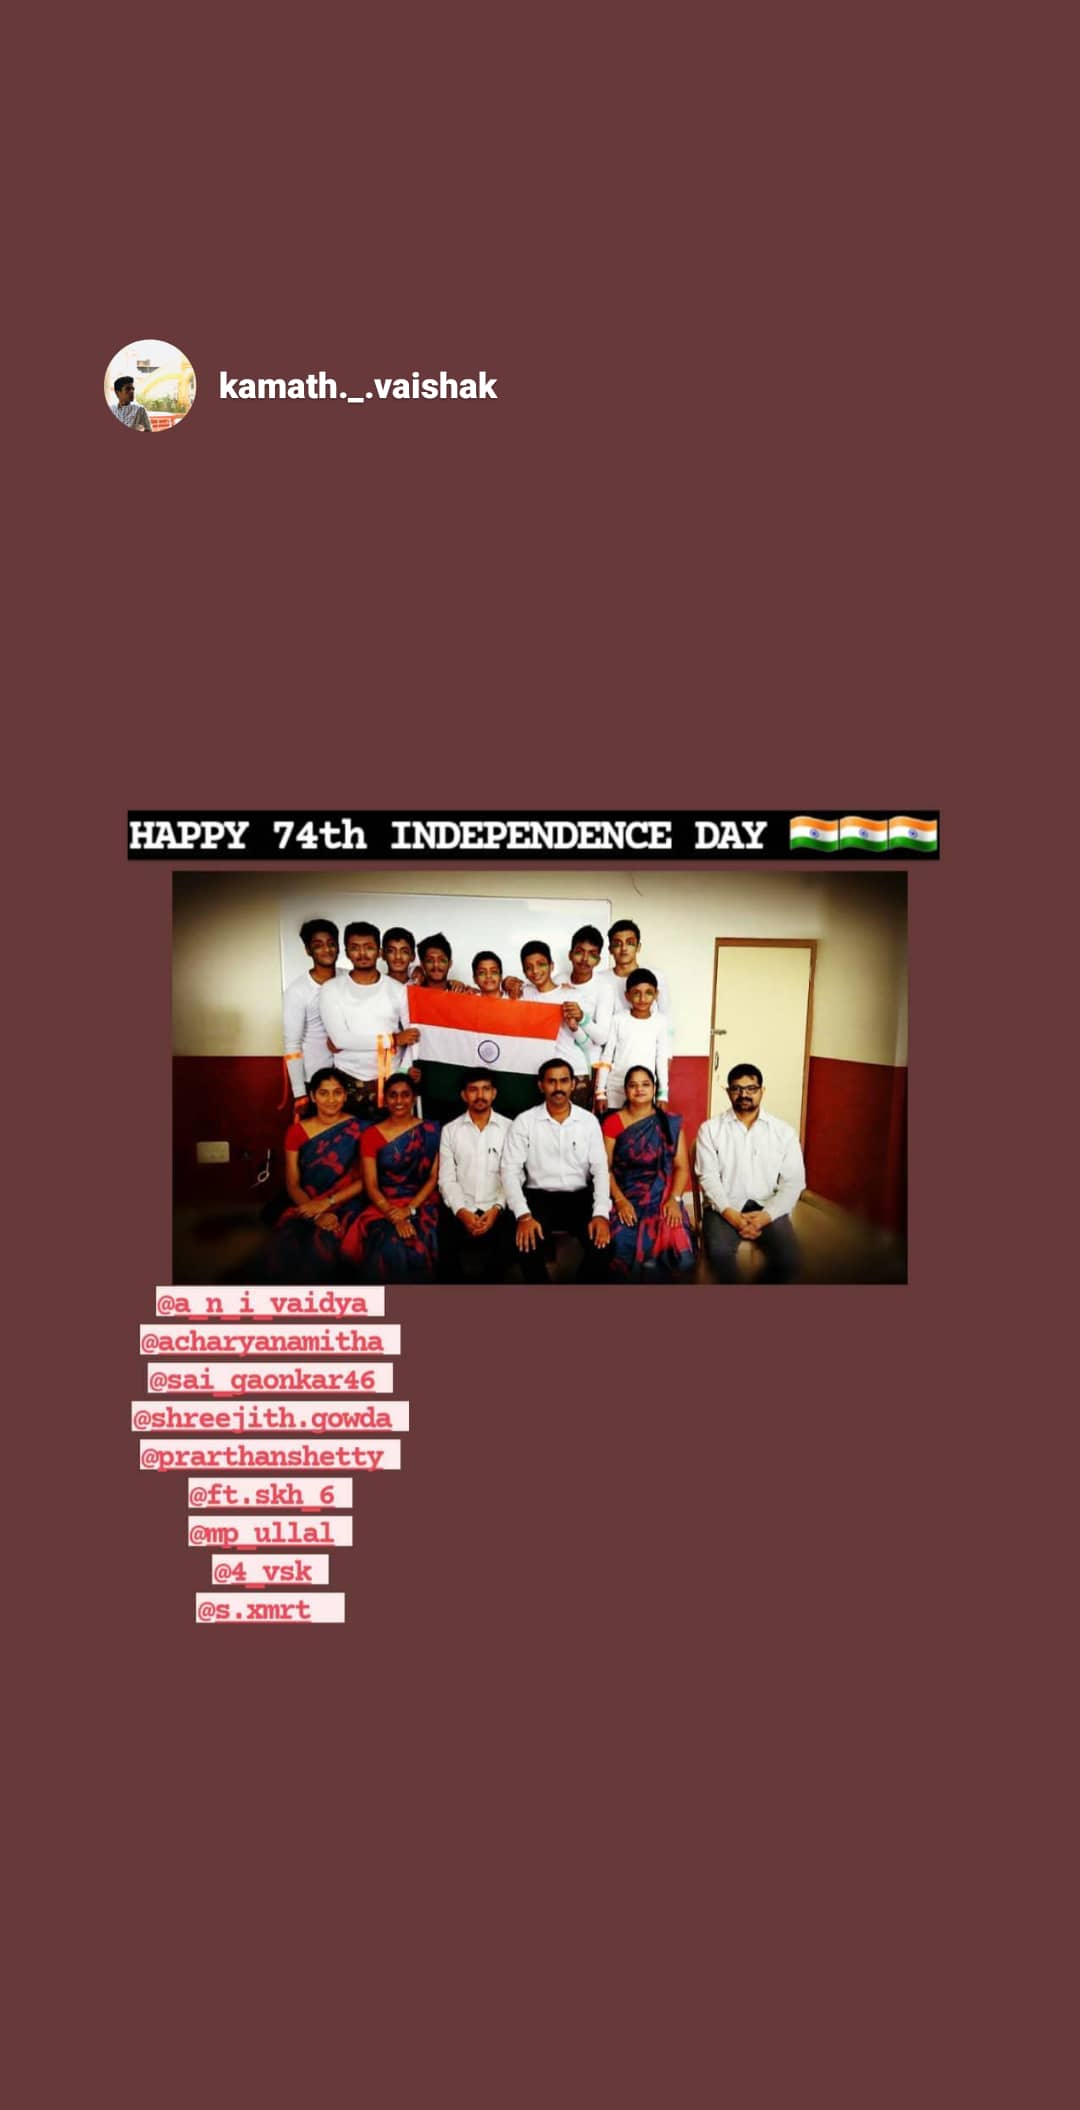 kamath._.vaishak
HAPPY 74th INDEPENDENCE DAY 🇮🇳🇮🇳🇮🇳
@a_n_i_vaidya
@acharyanamitha
@sai_gaonkar46
@shreejith.gowda
@prarthanshetty
@ft.skh_6
@mp_ullal
@4_vsk
@s.xmrt